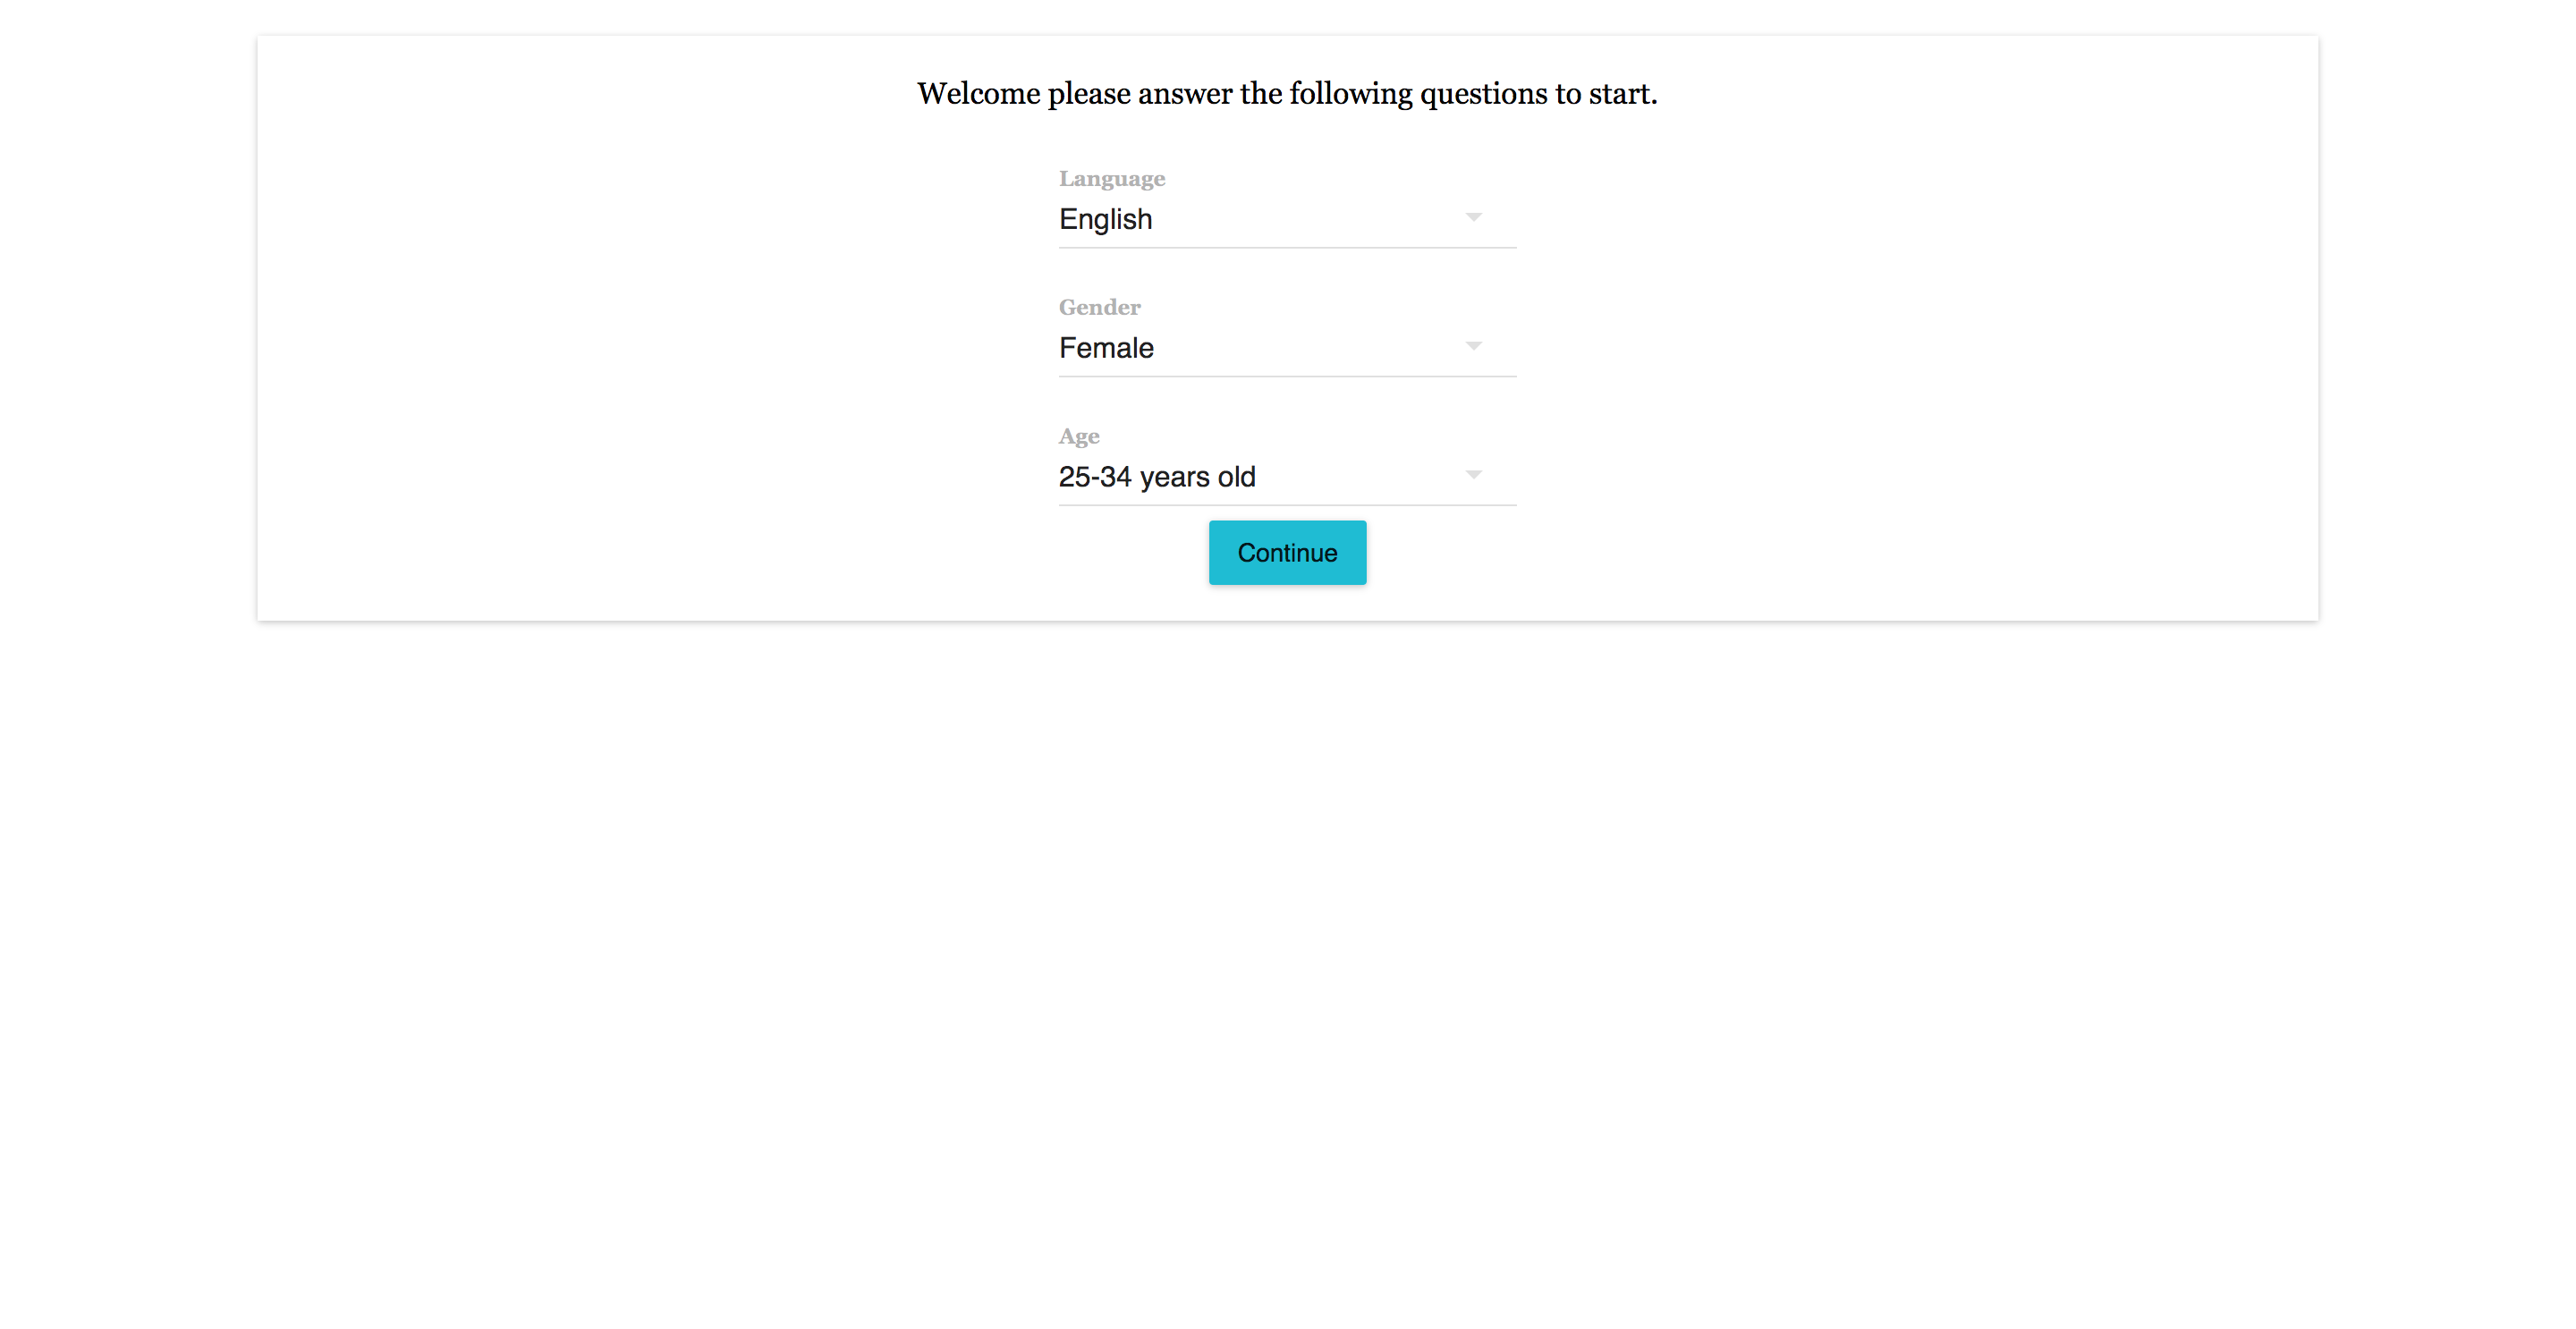 Welcome please answer the following questions to start.
Language
English
Gender
Female
Age
25-34 years old
Continue